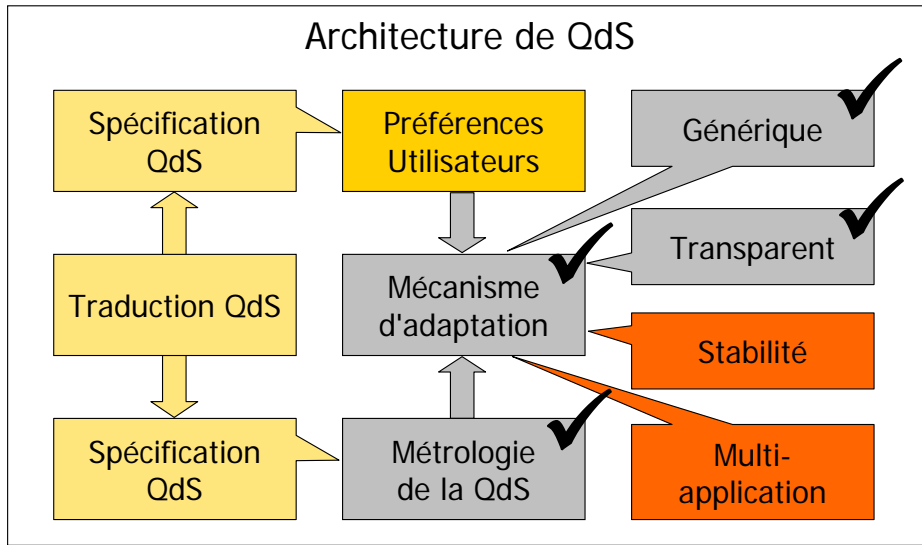 Architecture de QdS
Spécification
QdS
Préférences
Utilisateurs
Générique
Transparent
Traduction QdS
Mécanisme
d'adaptation
Stabilité
Spécification
QdS
Métrologie
de la QdS
Multi-
application